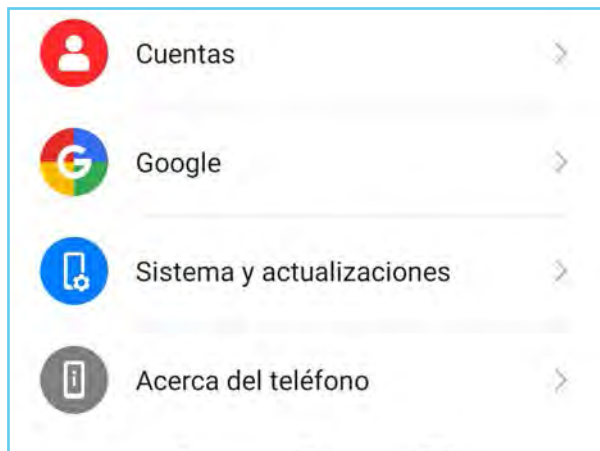 Cuentas
Google
Sistema y actualizaciones
Acerca del teléfono